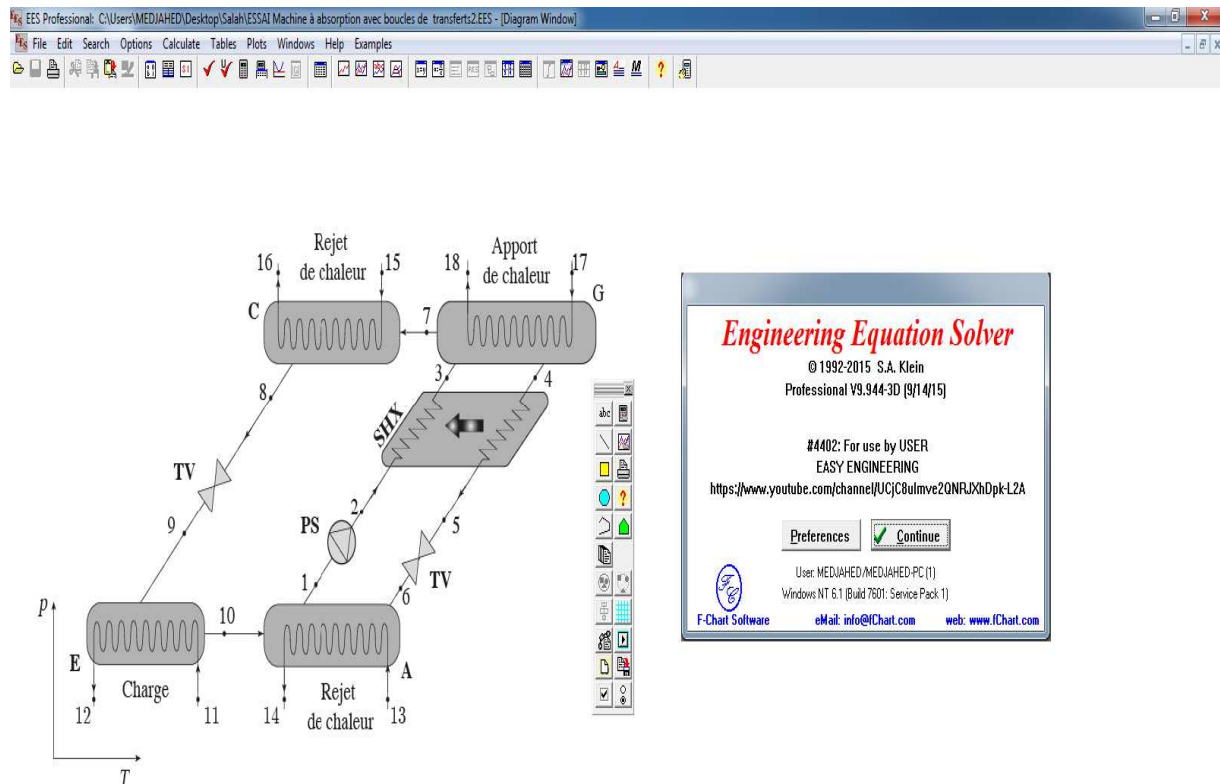 EES Professional: C:\Users\MEDJAHED\Desktop\Salah\ESSAI Machine à absorption avec boucles de transferts2.EES - [Diagram Window]
File Edit Search Options Calculate Tables Plots Windows Help Examples
Rejet
de chaleur
Apport
de chaleur
16
15
18
17
C
G
7
8
3
4
SHX
TV
9
PS
2
5
TV
1
6
p
10
E
A
Charge
Rejet
de chaleur
12
11
14
13
T
abc
Engineering Equation Solver
© 1992-2015 S.A. Klein
Professional V9.944-3D (9/14/15)
#4402: For use by USER
EASY ENGINEERING
https://www.youtube.com/channel/UCjC8ulmve2QNRJXhDpk-L2A
Preferences Continue
User: MEDJAHED/MEDJAHED-PC (1)
Windows NT 6.1 (Build 7601: Service Pack 1)
F-Chart Software eMail: info@fChart.com web: www.fChart.com